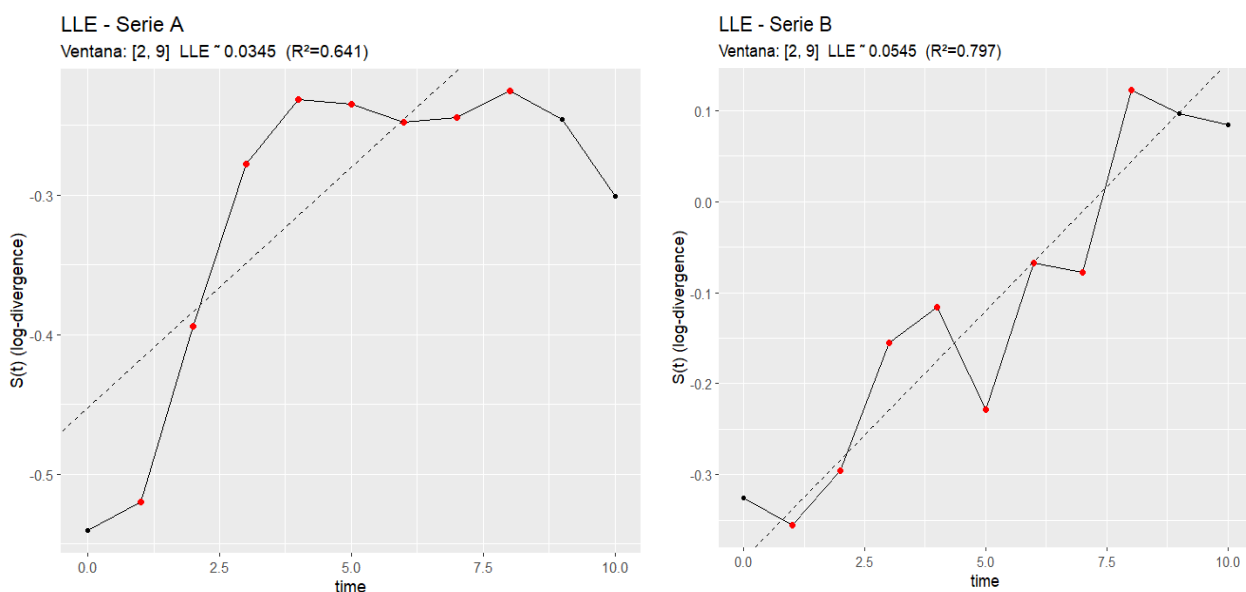 LLE - Serie A
Ventana: [2, 9] LLE ~ 0.0345 (R²=0.641)
S(t) (log-divergence)
-0.3
-0.4
-0.5
0.0 2.5 5.0 7.5 10.0
time
LLE - Serie B
Ventana: [2, 9] LLE ~ 0.0545 (R²=0.797)
S(t) (log-divergence)
0.1
0.0
-0.1
-0.2
-0.3
0.0 2.5 5.0 7.5 10.0
time